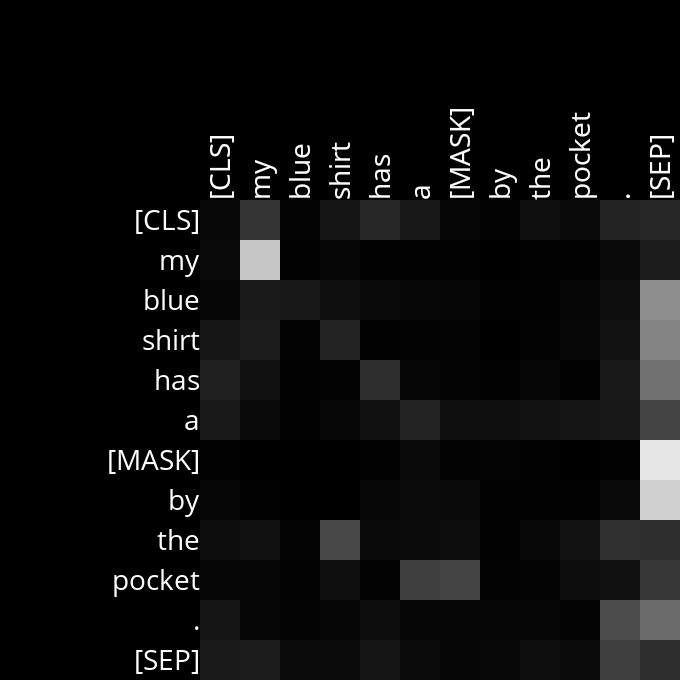 [CLS] my blue shirt has a [MASK] by the pocket . [SEP]
[CLS]
my
blue
shirt
has
a
[MASK]
by
the
pocket
.
[SEP]